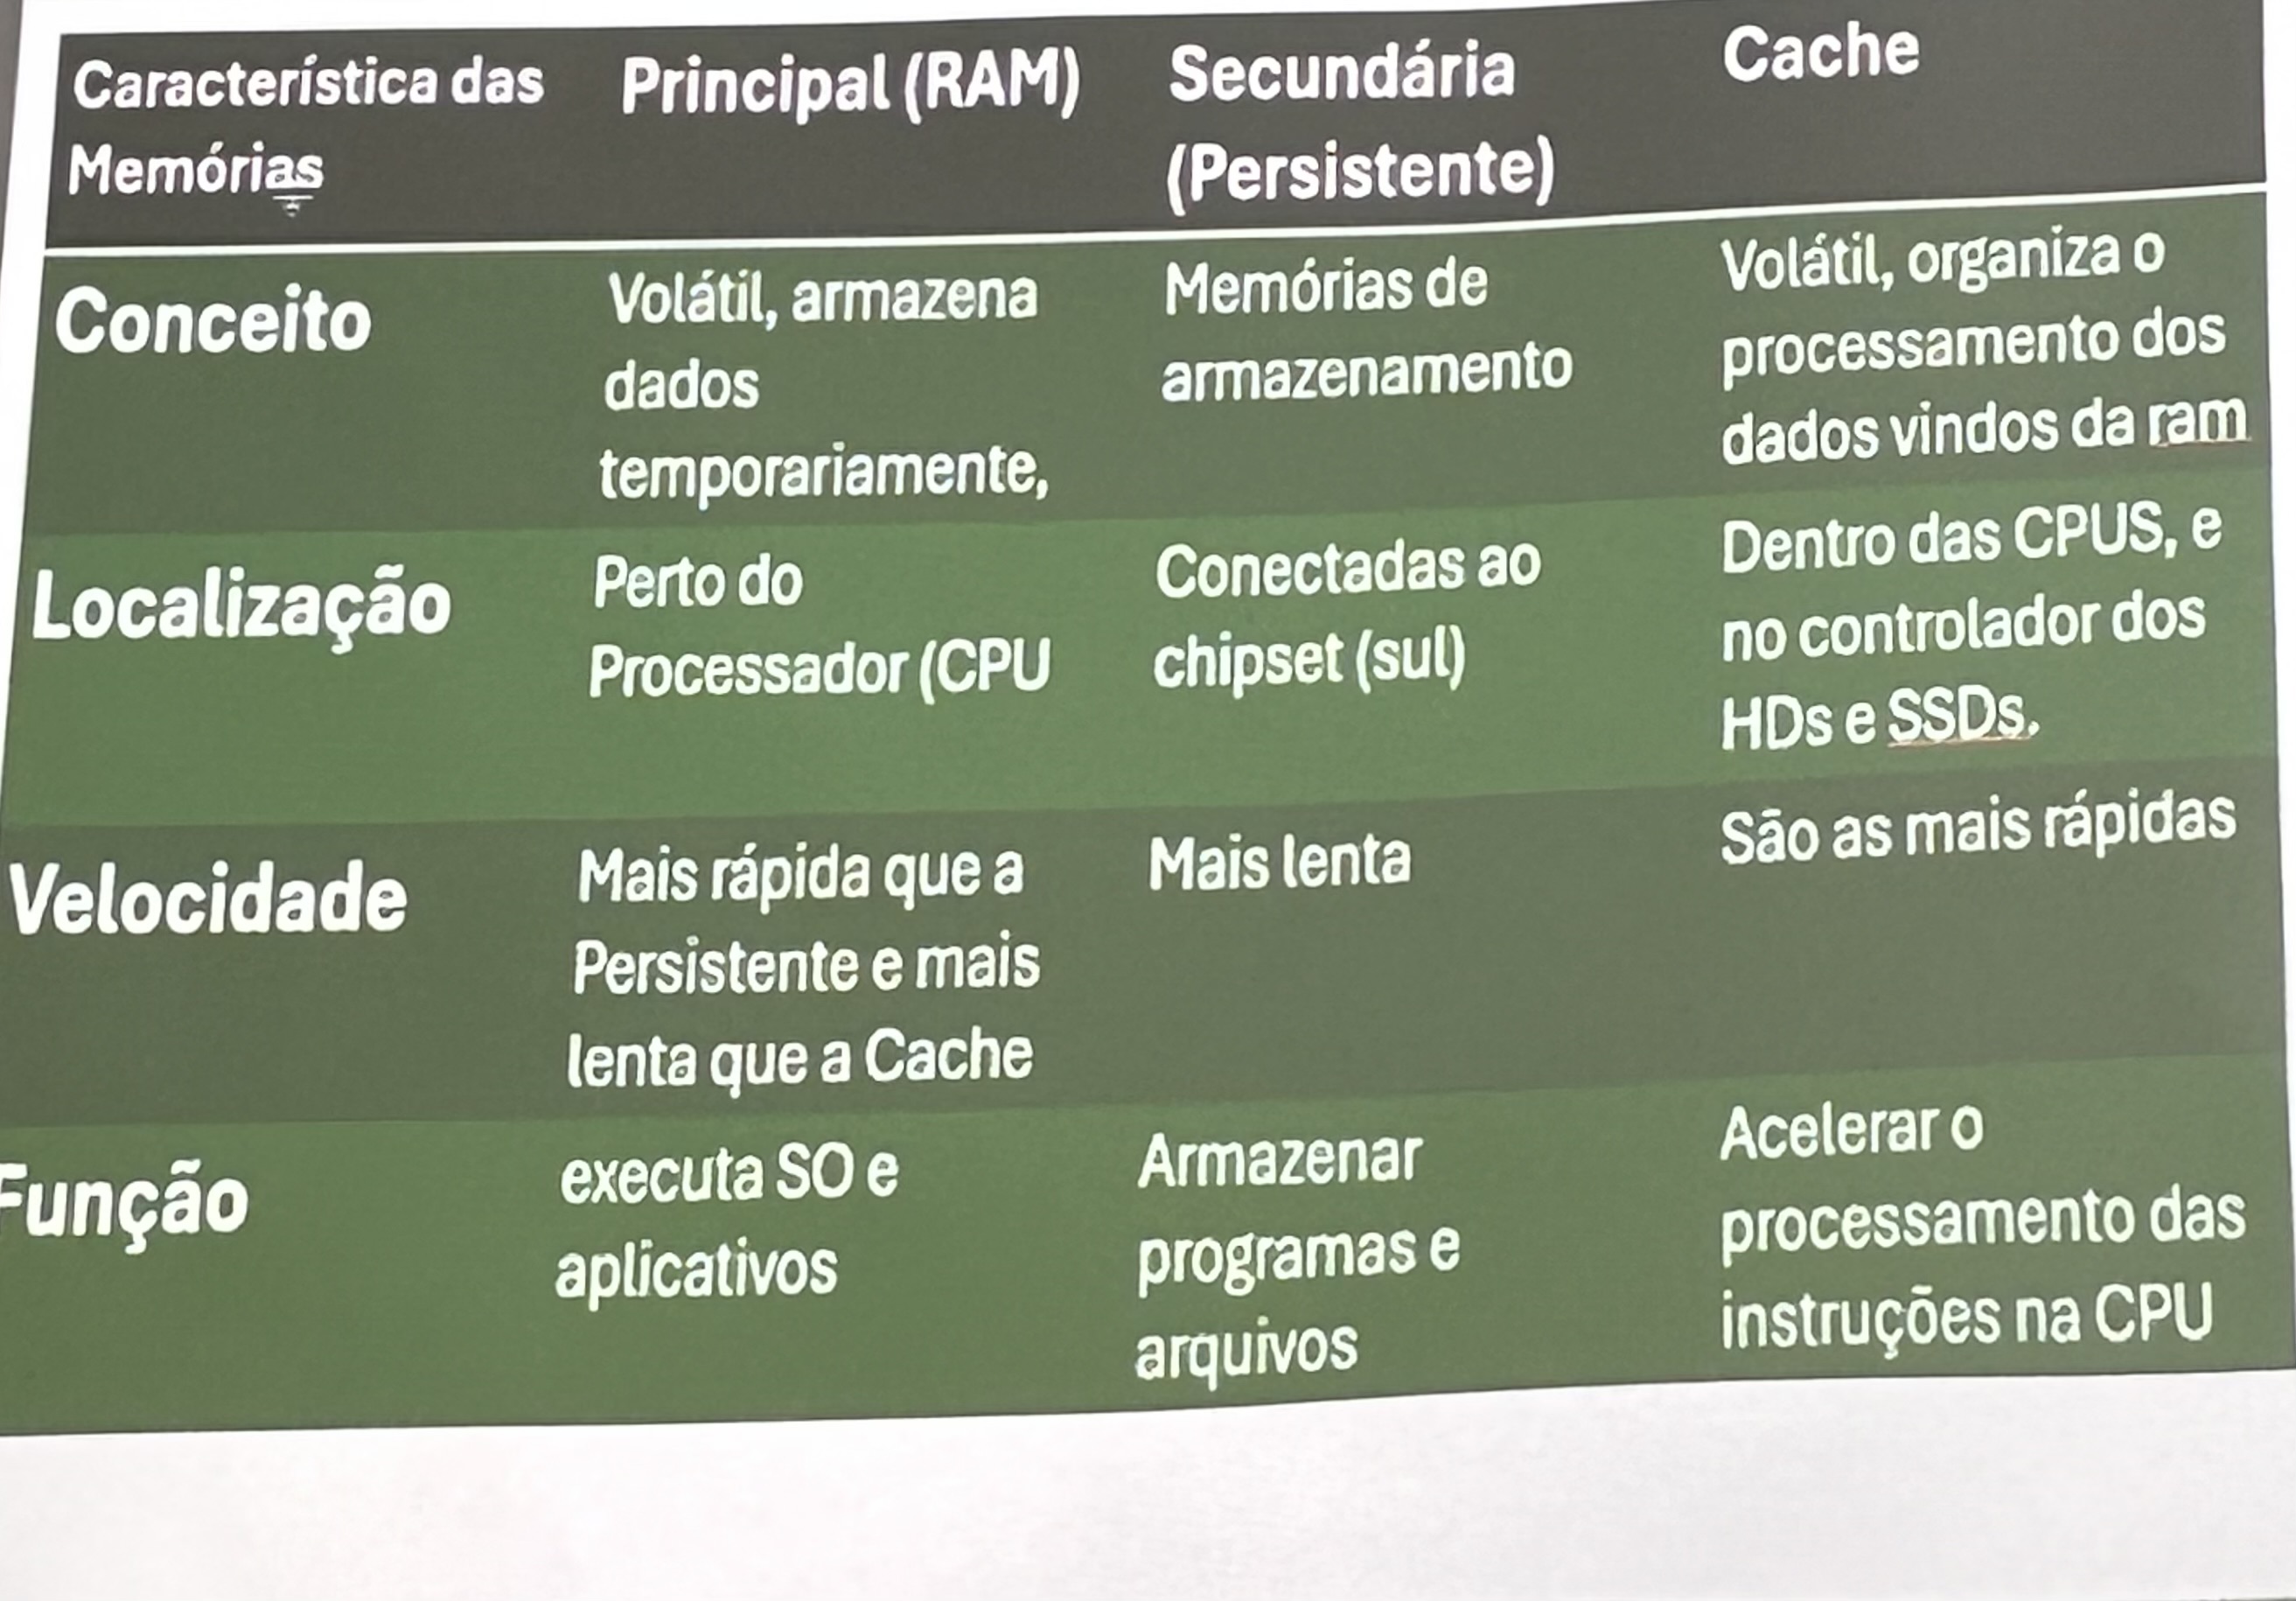 Característica das
Memórias
Principal (RAM)
Secundária
(Persistente)
Cache
Conceito
Volátil, armazena
dados
temporariamente,
Memórias de
armazenamento
Volátil, organiza o
processamento dos
dados vindos da ram
Localização
Perto do
Processador (CPU
Conectadas ao
chipset (sul)
Dentro das CPUS, e
no controlador dos
HDs e SSDs.
Velocidade
Mais rápida que a
Persistente e mais
lenta que a Cache
Mais lenta
São as mais rápidas
Função
executa SO e
aplicativos
Armazenar
programas e
arquivos
Acelerar o
processamento das
instruções na CPU